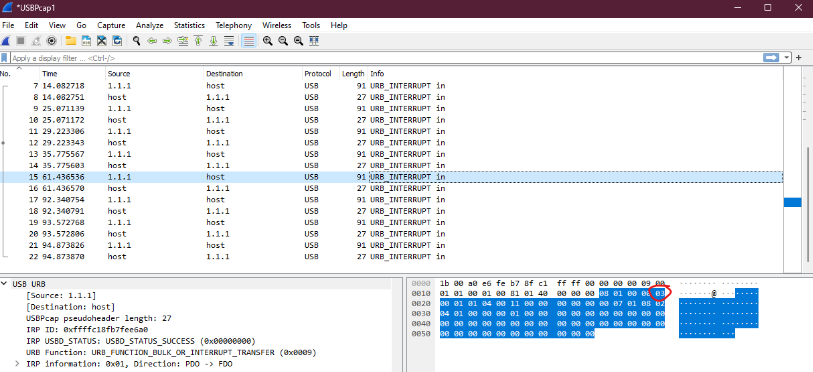 *USBPcap1
File Edit View Go Capture Analyze Statistics Telephony Wireless Tools Help
Apply a display filter ... <Ctrl-/>
No. Time Source Destination Protocol Length Info
7 14.082718 1.1.1 host USB 91 URB_INTERRUPT in
8 14.082751 host 1.1.1 USB 27 URB_INTERRUPT in
9 25.071139 1.1.1 host USB 91 URB_INTERRUPT in
10 25.071172 host 1.1.1 USB 27 URB_INTERRUPT in
11 29.223306 1.1.1 host USB 91 URB_INTERRUPT in
12 29.223343 host 1.1.1 USB 27 URB_INTERRUPT in
13 35.775567 1.1.1 host USB 91 URB_INTERRUPT in
14 35.775603 host 1.1.1 USB 27 URB_INTERRUPT in
15 61.436536 1.1.1 host USB 91 URB_INTERRUPT in
16 61.436570 host 1.1.1 USB 27 URB_INTERRUPT in
17 92.340754 1.1.1 host USB 91 URB_INTERRUPT in
18 92.340791 host 1.1.1 USB 27 URB_INTERRUPT in
19 93.572768 1.1.1 host USB 91 URB_INTERRUPT in
20 93.572806 host 1.1.1 USB 27 URB_INTERRUPT in
21 94.873826 1.1.1 host USB 91 URB_INTERRUPT in
22 94.873870 host 1.1.1 USB 27 URB_INTERRUPT in
USB URB
[Source: 1.1.1]
[Destination: host]
USBPcap pseudoheader length: 27
IRP ID: 0xffffc18fb7fee6a0
IRP USBD_STATUS: USBD_STATUS_SUCCESS (0x00000000)
URB Function: URB_FUNCTION_BULK_OR_INTERRUPT_TRANSFER (0x0009)
IRP information: 0x01, Direction: PDO -> FDO
0000 1b 00 a0 e6 fe b7 8f c1 ff ff 00 00 00 00 09 00
0010 01 01 00 01 00 81 01 40 00 00 00 08 01 00 00 03 @
0020 00 01 01 04 00 11 00 00 00 00 00 00 07 01 08 02
0030 04 01 00 00 00 01 00 00 00 00 00 00 00 00 00 00
0040 00 00 00 00 00 00 00 00 00 00 00 00 00 00 00 00
0050 00 00 00 00 00 00 00 00 00 00 00